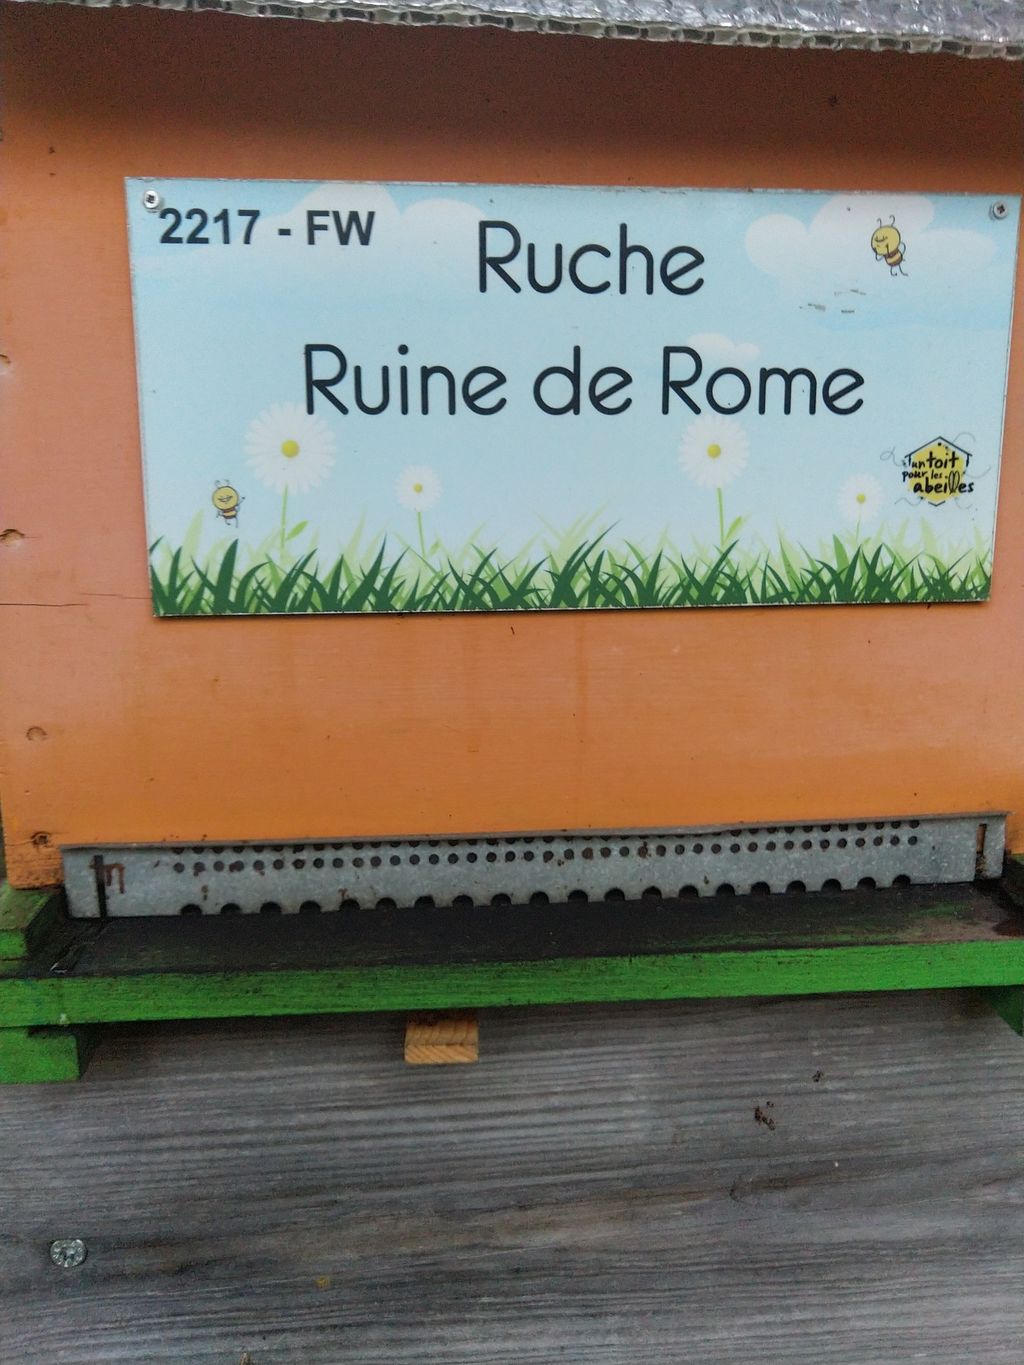 2217 - FW
Ruche
Ruine de Rome
un toit
pour les
abeilles